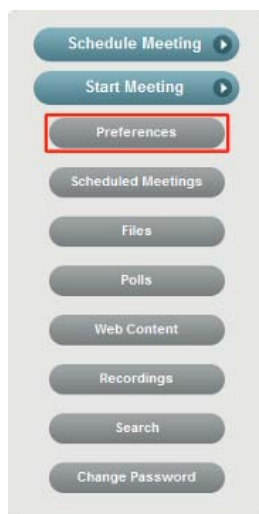 Schedule Meeting
Start Meeting
Preferences
Scheduled Meetings
Files
Polls
Web Content
Recordings
Search
Change Password